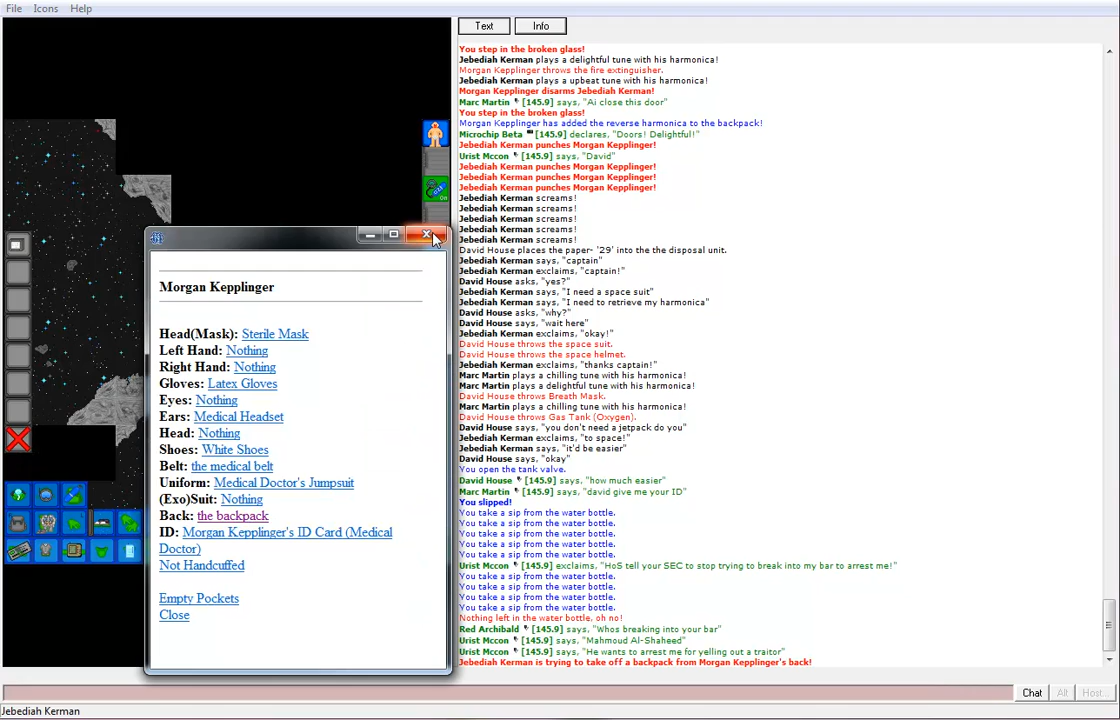 File Icons Help
Text Info
You step in the broken glass!
Jebediah Kerman plays a delightful tune with his harmonica!
Morgan Kepplinger throws the fire extinguisher.
Jebediah Kerman plays a upbeat tune with his harmonica!
Morgan Kepplinger disarms Jebediah Kerman!
Marc Martin [145.9] says, "Ai close this door"
You step in the broken glass!
Morgan Kepplinger has added the reverse harmonica to the backpack!
Microchip Beta [145.9] declares, "Doors! Delightful!"
Jebediah Kerman punches Morgan Kepplinger!
Urist Mccon [145.9] says, "David"
Jebediah Kerman punches Morgan Kepplinger!
Jebediah Kerman punches Morgan Kepplinger!
Jebediah Kerman punches Morgan Kepplinger!
Jebediah Kerman screams!
Jebediah Kerman screams!
Jebediah Kerman screams!
Jebediah Kerman screams!
Jebediah Kerman screams!
David House places the paper- '29' into the the disposal unit.
Jebediah Kerman says, "captain"
Jebediah Kerman exclaims, "captain!"
David House asks, "yes?"
Jebediah Kerman says, "I need a space suit"
Jebediah Kerman says, "I need to retrieve my harmonica"
David House asks, "why?"
David House says, "wait here"
Jebediah Kerman exclaims, "okay!"
David House throws the space suit.
David House throws the space helmet.
Jebediah Kerman exclaims, "thanks captain!"
Marc Martin plays a chilling tune with his harmonica!
Marc Martin plays a delightful tune with his harmonica!
David House throws Breath Mask.
Marc Martin plays a chilling tune with his harmonica!
David House throws Gas Tank (Oxygen).
David House says, "you don't need a jetpack do you"
Jebediah Kerman exclaims, "to space!"
Jebediah Kerman says, "it'd be easier"
David House says, "okay"
You open the tank valve.
David House [145.9] says, "how much easier"
Marc Martin [145.9] says, "david give me your ID"
You slipped!
You take a sip from the water bottle.
You take a sip from the water bottle.
You take a sip from the water bottle.
You take a sip from the water bottle.
You take a sip from the water bottle.
Urist Mccon [145.9] exclaims, "HoS tell your SEC to stop trying to break into my bar to arrest me!"
You take a sip from the water bottle.
You take a sip from the water bottle.
You take a sip from the water bottle.
You take a sip from the water bottle.
Nothing left in the water bottle, oh no!
Red Archibald [145.9] says, "Whos breaking into your bar"
Urist Mccon [145.9] says, "Mahmoud Al-Shaheed"
Urist Mccon [145.9] says, "He wants to arrest me for yelling out a traitor"
Jebediah Kerman is trying to take off a backpack from Morgan Kepplinger's back!
On
Morgan Kepplinger
Head(Mask): Sterile Mask
Left Hand: Nothing
Right Hand: Nothing
Gloves: Latex Gloves
Eyes: Nothing
Ears: Medical Headset
Head: Nothing
Shoes: White Shoes
Belt: the medical belt
Uniform: Medical Doctor's Jumpsuit
(Exo)Suit: Nothing
Back: the backpack
ID: Morgan Kepplinger's ID Card (Medical
Doctor)
Not Handcuffed
Empty Pockets
Close
Chat Alt Host...
Jebediah Kerman